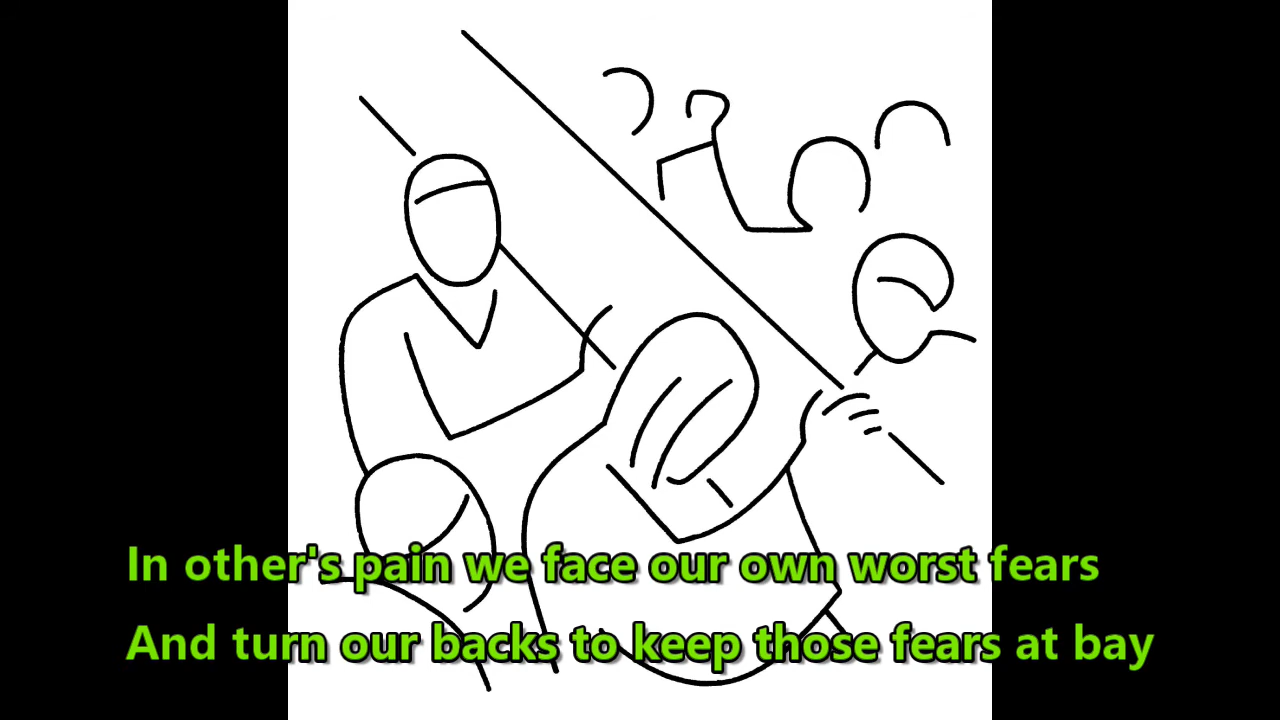 In other's pain we face our own worst fears
And turn our backs to keep those fears at bay